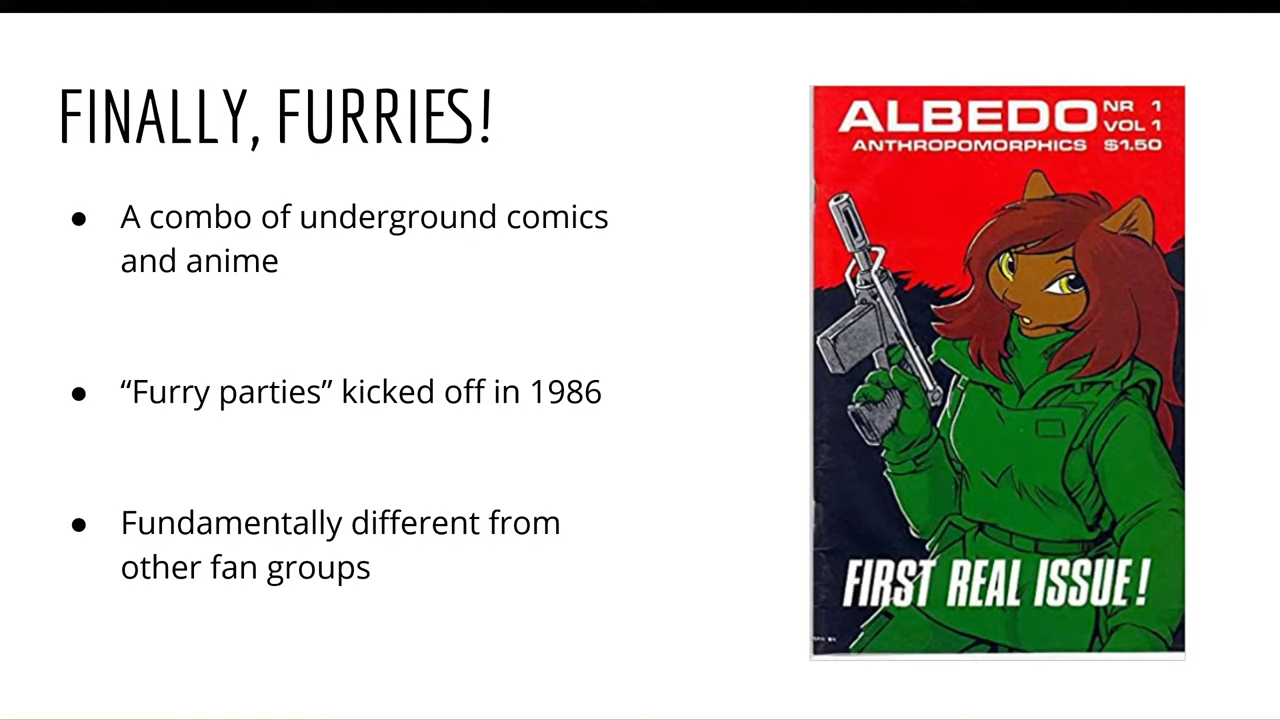 FINALLY, FURRIES!
● A combo of underground comics
and anime
● “Furry parties” kicked off in 1986
● Fundamentally different from
other fan groups
ALBEDO NR 1
VOL 1
ANTHROPOMORPHICS $1.50
FIRST REAL ISSUE!